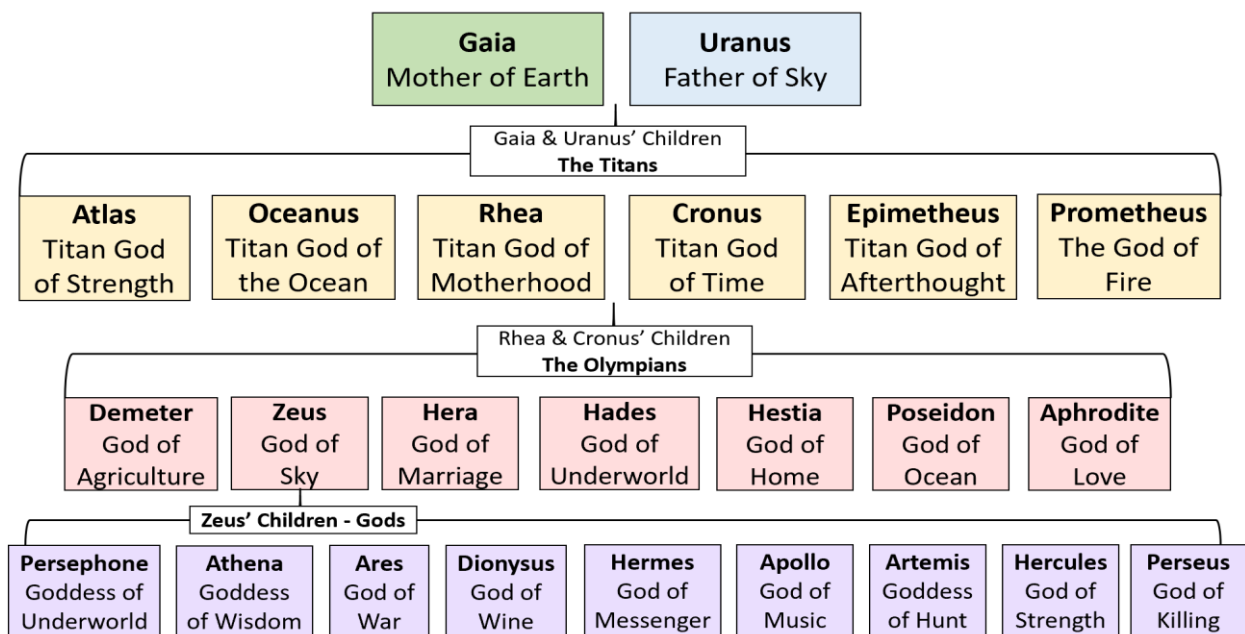 Gaia
Mother of Earth
Uranus
Father of Sky
Gaia & Uranus’ Children
The Titans
Atlas
Titan God
of Strength
Oceanus
Titan God of
the Ocean
Rhea
Titan God of
Motherhood
Cronus
Titan God
of Time
Epimetheus
Titan God of
Afterthought
Prometheus
The God of
Fire
Rhea & Cronus’ Children
The Olympians
Demeter
God of
Agriculture
Zeus
God of
Sky
Hera
God of
Marriage
Hades
God of
Underworld
Hestia
God of
Home
Poseidon
God of
Ocean
Aphrodite
God of
Love
Zeus’ Children - Gods
Persephone
Goddess of
Underworld
Athena
Goddess
of Wisdom
Ares
God of
War
Dionysus
God of
Wine
Hermes
God of
Messenger
Apollo
God of
Music
Artemis
Goddess
of Hunt
Hercules
God of
Strength
Perseus
God of
Killing